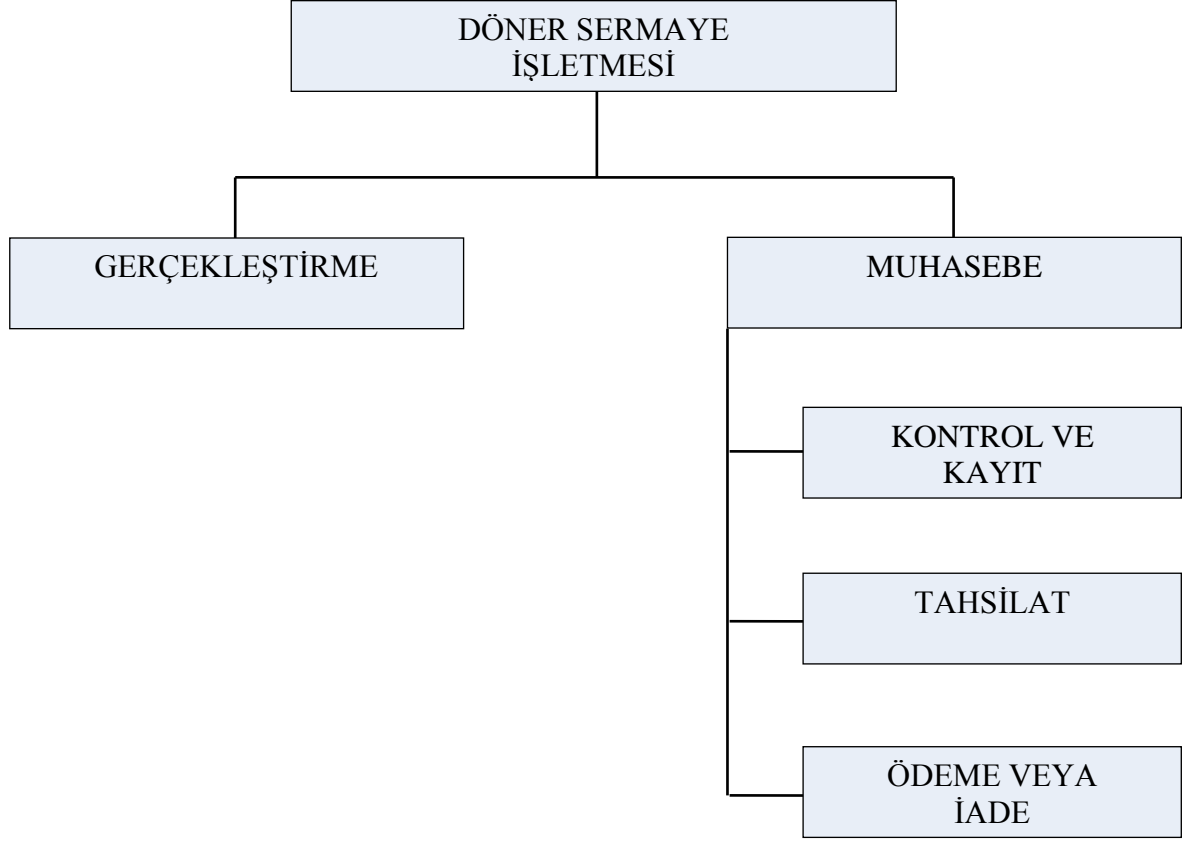 DÖNER SERMAYE
İŞLETMESİ
GERÇEKLEŞTİRME
MUHASEBE
KONTROL VE
KAYIT
TAHSİLAT
ÖDEME VEYA
İADE